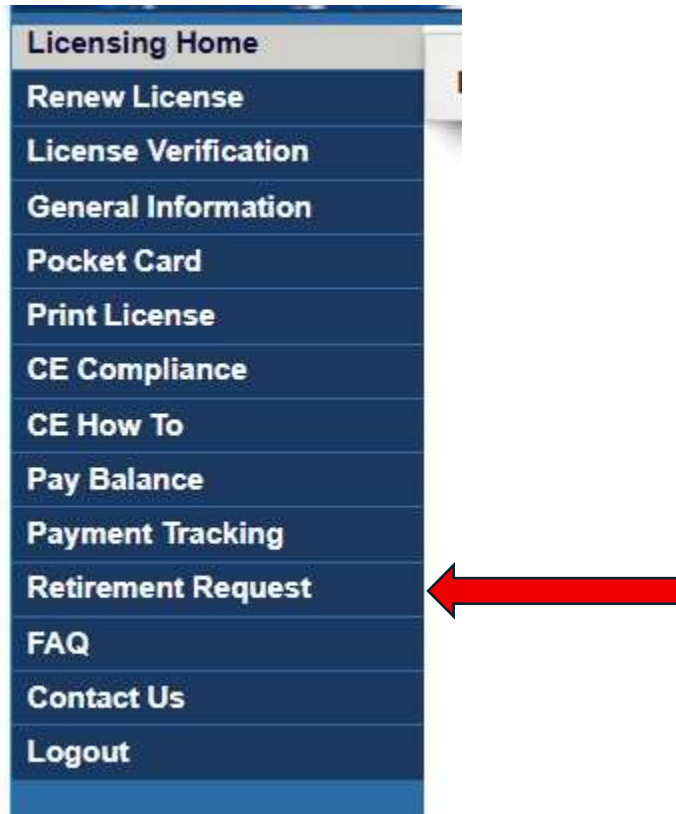 Licensing Home
Renew License
License Verification
General Information
Pocket Card
Print License
CE Compliance
CE How To
Pay Balance
Payment Tracking
Retirement Request
FAQ
Contact Us
Logout